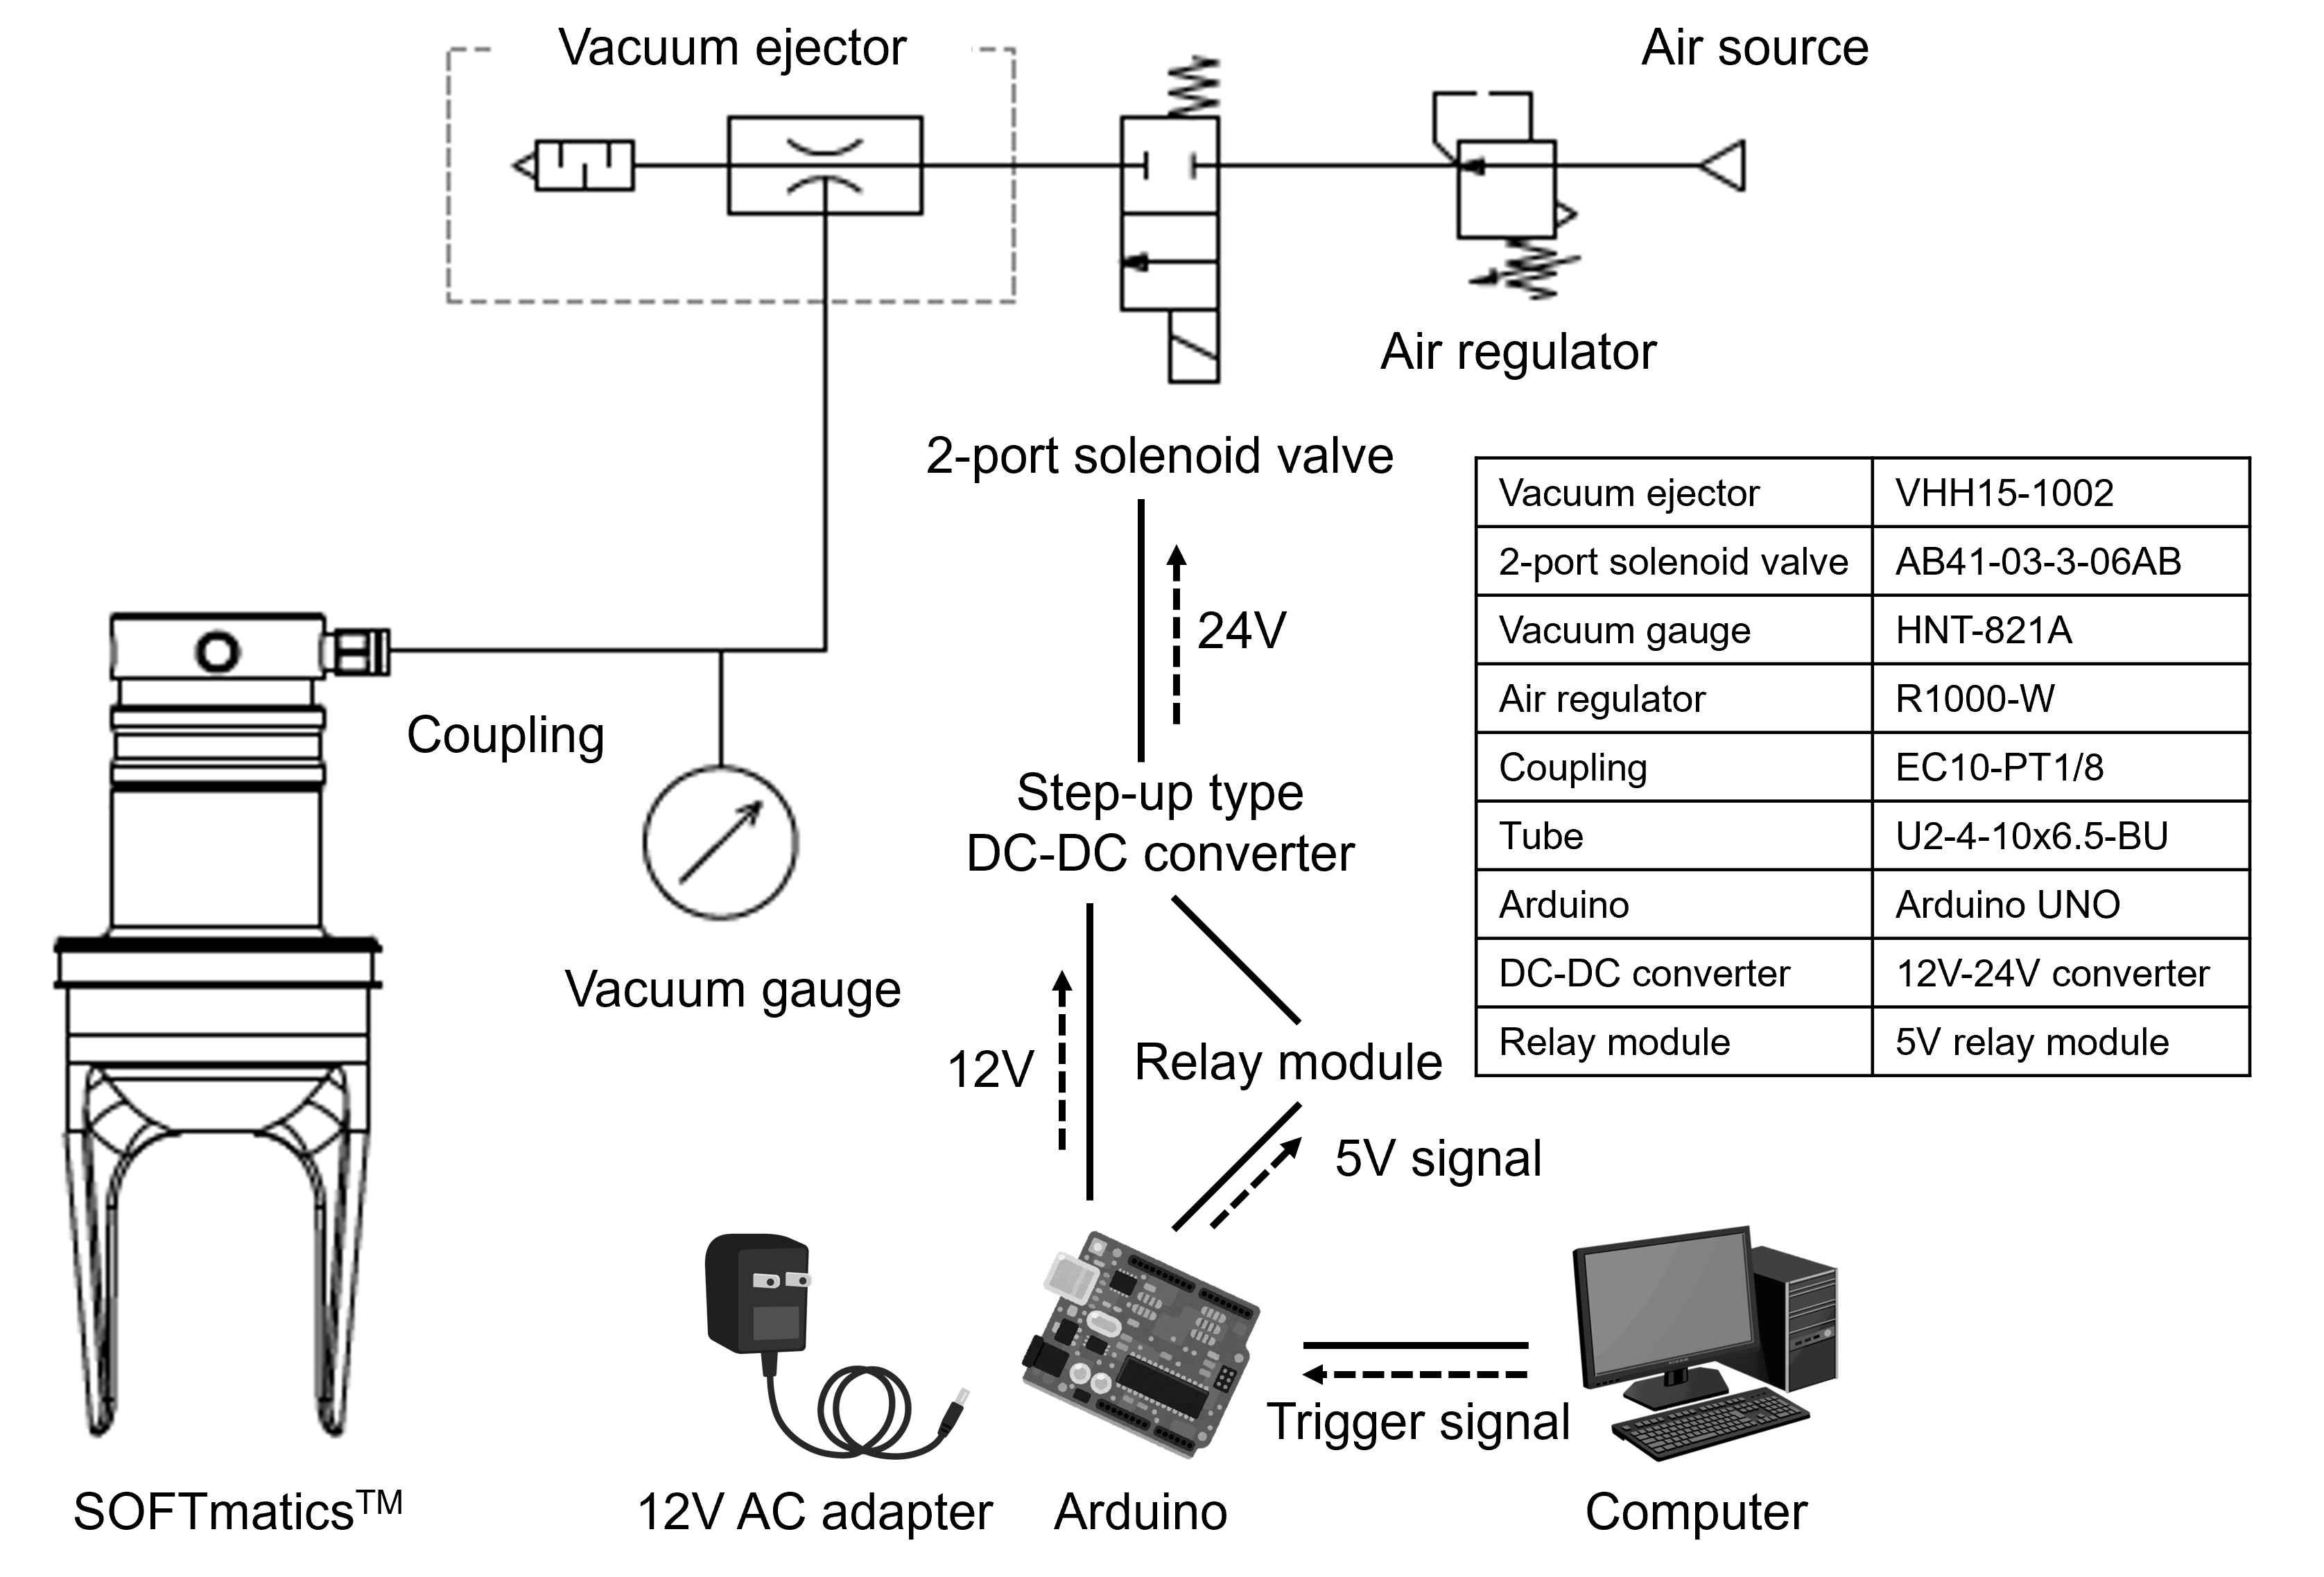 Vacuum ejector
Air source
Air regulator
2-port solenoid valve
24V
Coupling
Vacuum gauge
Step-up type
DC-DC converter
12V
Relay module
5V signal
Trigger signal
SOFTmatics™
12V AC adapter
Arduino
Computer
Vacuum ejector VHH15-1002
2-port solenoid valve AB41-03-3-06AB
Vacuum gauge HNT-821A
Air regulator R1000-W
Coupling EC10-PT1/8
Tube U2-4-10x6.5-BU
Arduino Arduino UNO
DC-DC converter 12V-24V converter
Relay module 5V relay module